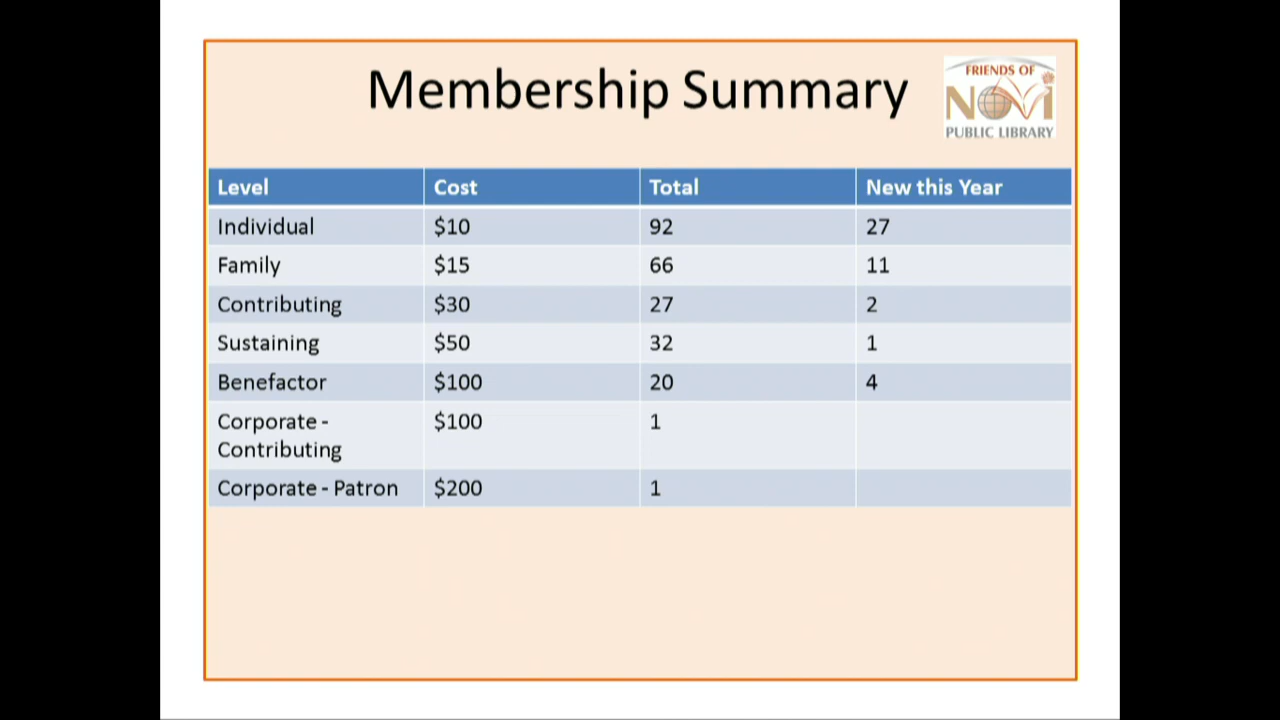 Membership Summary
FRIENDS OF
NOVI
PUBLIC LIBRARY
Level Cost Total New this Year
Individual $10 92 27
Family $15 66 11
Contributing $30 27 2
Sustaining $50 32 1
Benefactor $100 20 4
Corporate - $100 1
Contributing
Corporate - Patron $200 1